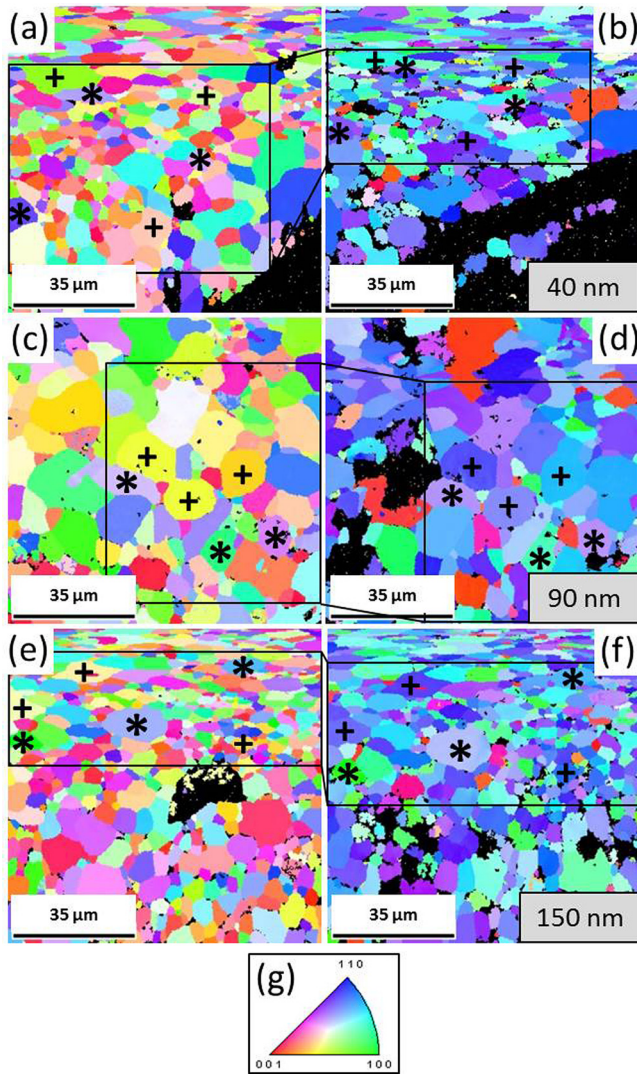 (a) (b)
+ * + + * +
* *
* + * +
35 µm 35 µm 40 nm
(c) (d)
+ + + +
* + * +
* * * *
35 µm 35 µm 90 nm
(e) (f)
+ * + *
+ * + *
* + * +
35 µm 35 µm 150 nm
(g)
110
001 100